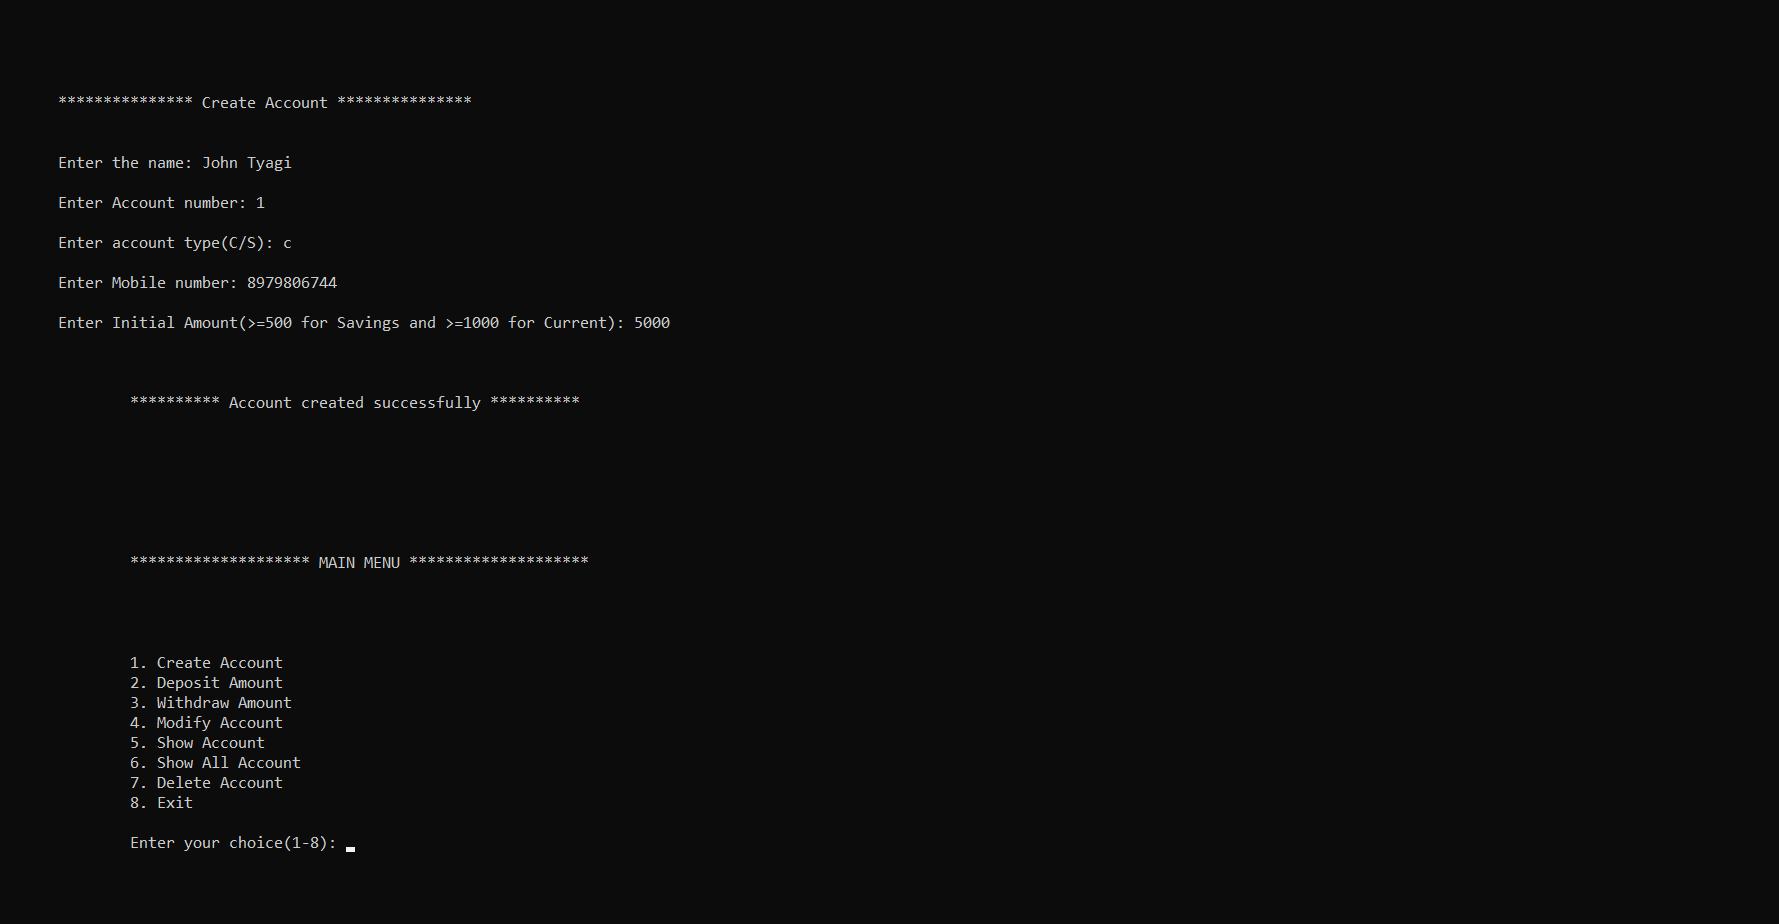 *************** Create Account ***************
Enter the name: John Tyagi
Enter Account number: 1
Enter account type(C/S): c
Enter Mobile number: 8979806744
Enter Initial Amount(>=500 for Savings and >=1000 for Current): 5000
********** Account created successfully **********
******************** MAIN MENU ********************
1. Create Account
2. Deposit Amount
3. Withdraw Amount
4. Modify Account
5. Show Account
6. Show All Account
7. Delete Account
8. Exit
Enter your choice(1-8):